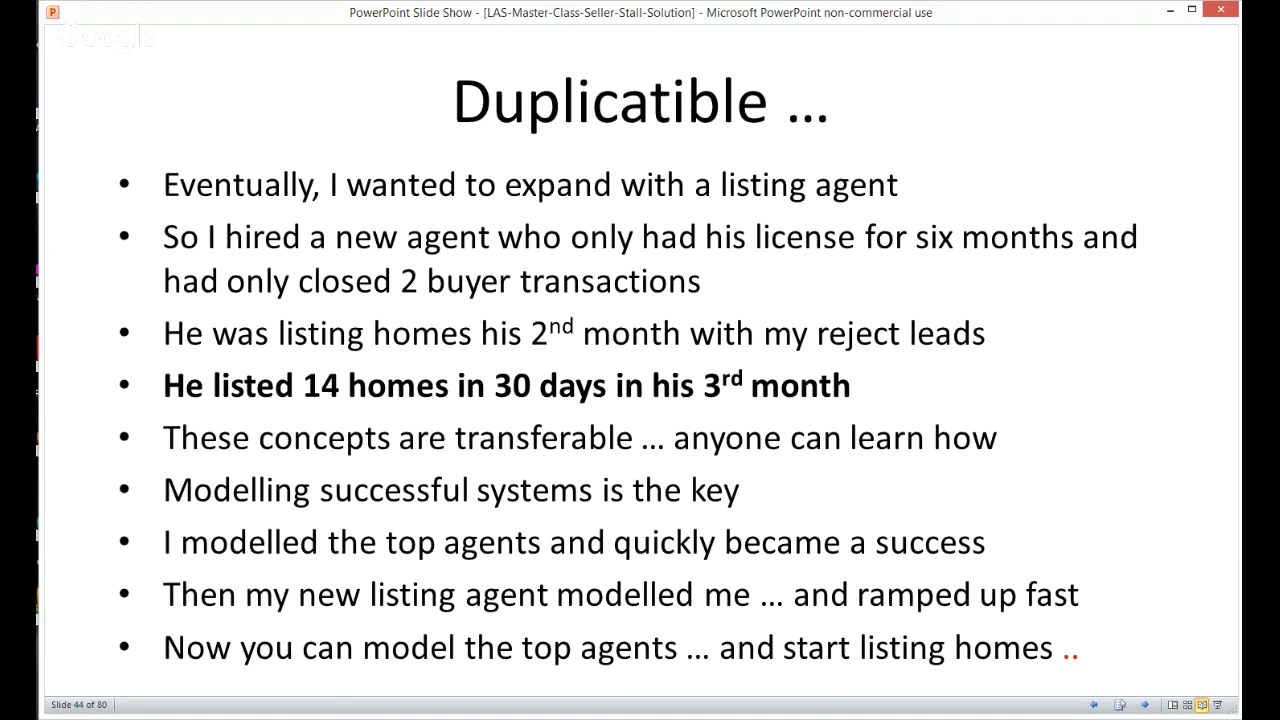 PowerPoint Slide Show - [LAS-Master-Class-Seller-Stall-Solution] - Microsoft PowerPoint non-commercial use
Google
Duplicatible ...
• Eventually, I wanted to expand with a listing agent
• So I hired a new agent who only had his license for six months and
had only closed 2 buyer transactions
• He was listing homes his 2nd month with my reject leads
• He listed 14 homes in 30 days in his 3rd month
• These concepts are transferable ... anyone can learn how
• Modelling successful systems is the key
• I modelled the top agents and quickly became a success
• Then my new listing agent modelled me ... and ramped up fast
• Now you can model the top agents ... and start listing homes ..
Slide 44 of 80